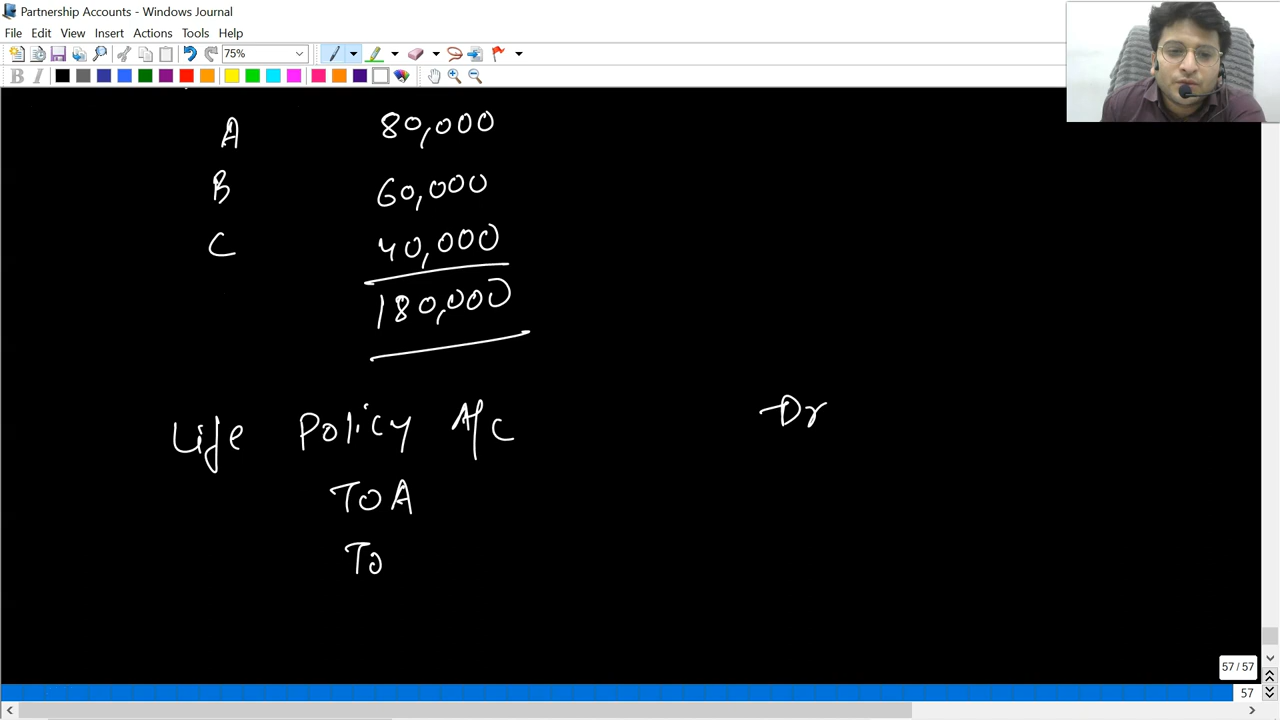 Partnership Accounts - Windows Journal
File Edit View Insert Actions Tools Help
75%
B I
A 80,000
B 60,000
C 40,000
180,000
Life Policy A/C Dr
To A
To
57 / 57
57